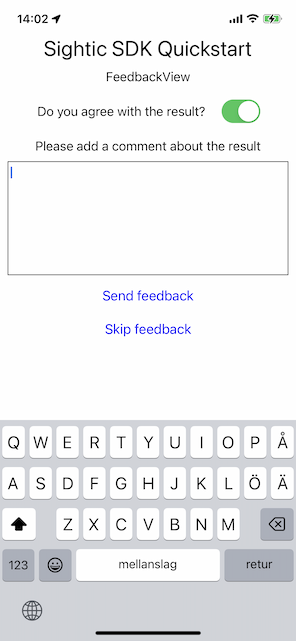 14:02
Sightic SDK Quickstart
FeedbackView
Do you agree with the result?
Please add a comment about the result
Send feedback
Skip feedback
Q W E R T Y U I O P Å
A S D F G H J K L Ö Ä
Z X C V B N M
123 mellanslag retur